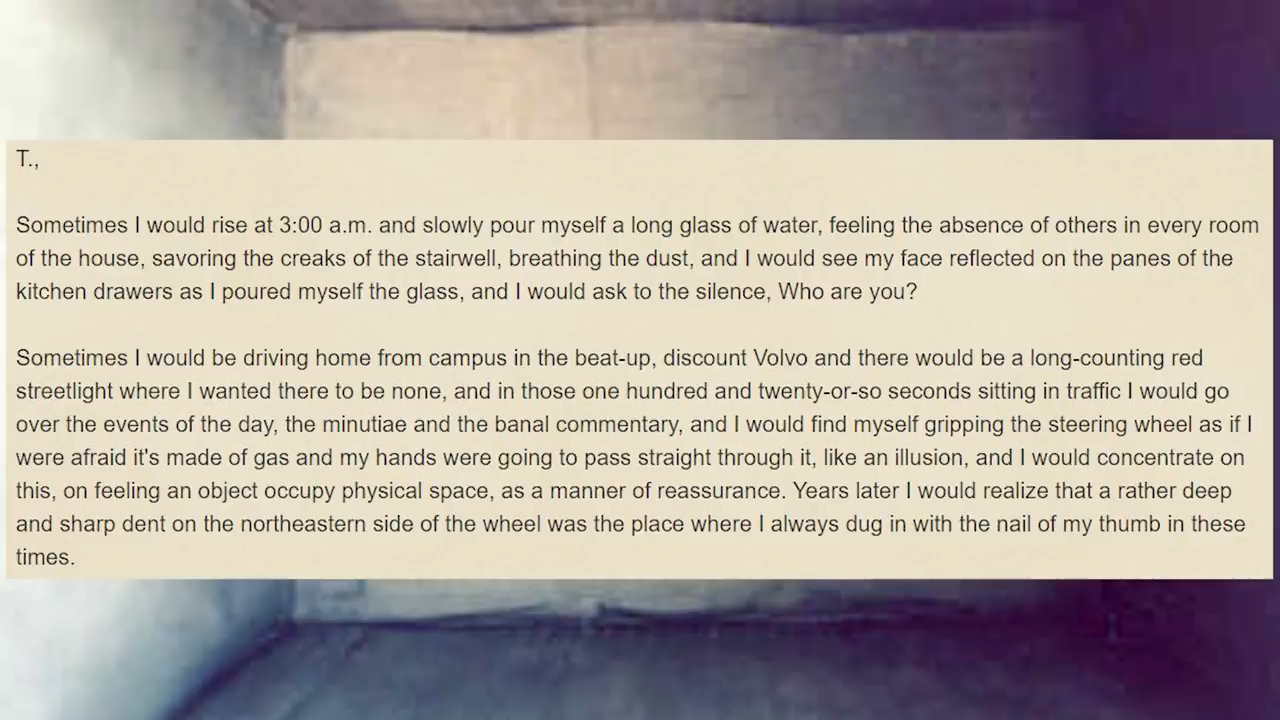 T.,
Sometimes I would rise at 3:00 a.m. and slowly pour myself a long glass of water, feeling the absence of others in every room
of the house, savoring the creaks of the stairwell, breathing the dust, and I would see my face reflected on the panes of the
kitchen drawers as I poured myself the glass, and I would ask to the silence, Who are you?
Sometimes I would be driving home from campus in the beat-up, discount Volvo and there would be a long-counting red
streetlight where I wanted there to be none, and in those one hundred and twenty-or-so seconds sitting in traffic I would go
over the events of the day, the minutiae and the banal commentary, and I would find myself gripping the steering wheel as if I
were afraid it's made of gas and my hands were going to pass straight through it, like an illusion, and I would concentrate on
this, on feeling an object occupy physical space, as a manner of reassurance. Years later I would realize that a rather deep
and sharp dent on the northeastern side of the wheel was the place where I always dug in with the nail of my thumb in these
times.